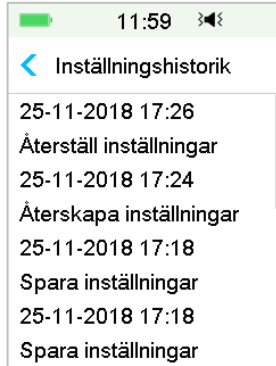 11:59
Inställningshistorik
25-11-2018 17:26
Återställ inställningar
25-11-2018 17:24
Återskapa inställningar
25-11-2018 17:18
Spara inställningar
25-11-2018 17:18
Spara inställningar